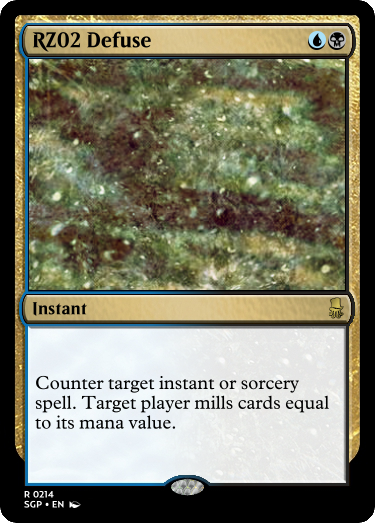 RZ02 Defuse
Instant
Counter target instant or sorcery
spell. Target player mills cards equal
to its mana value.
R 0214
SGP • EN